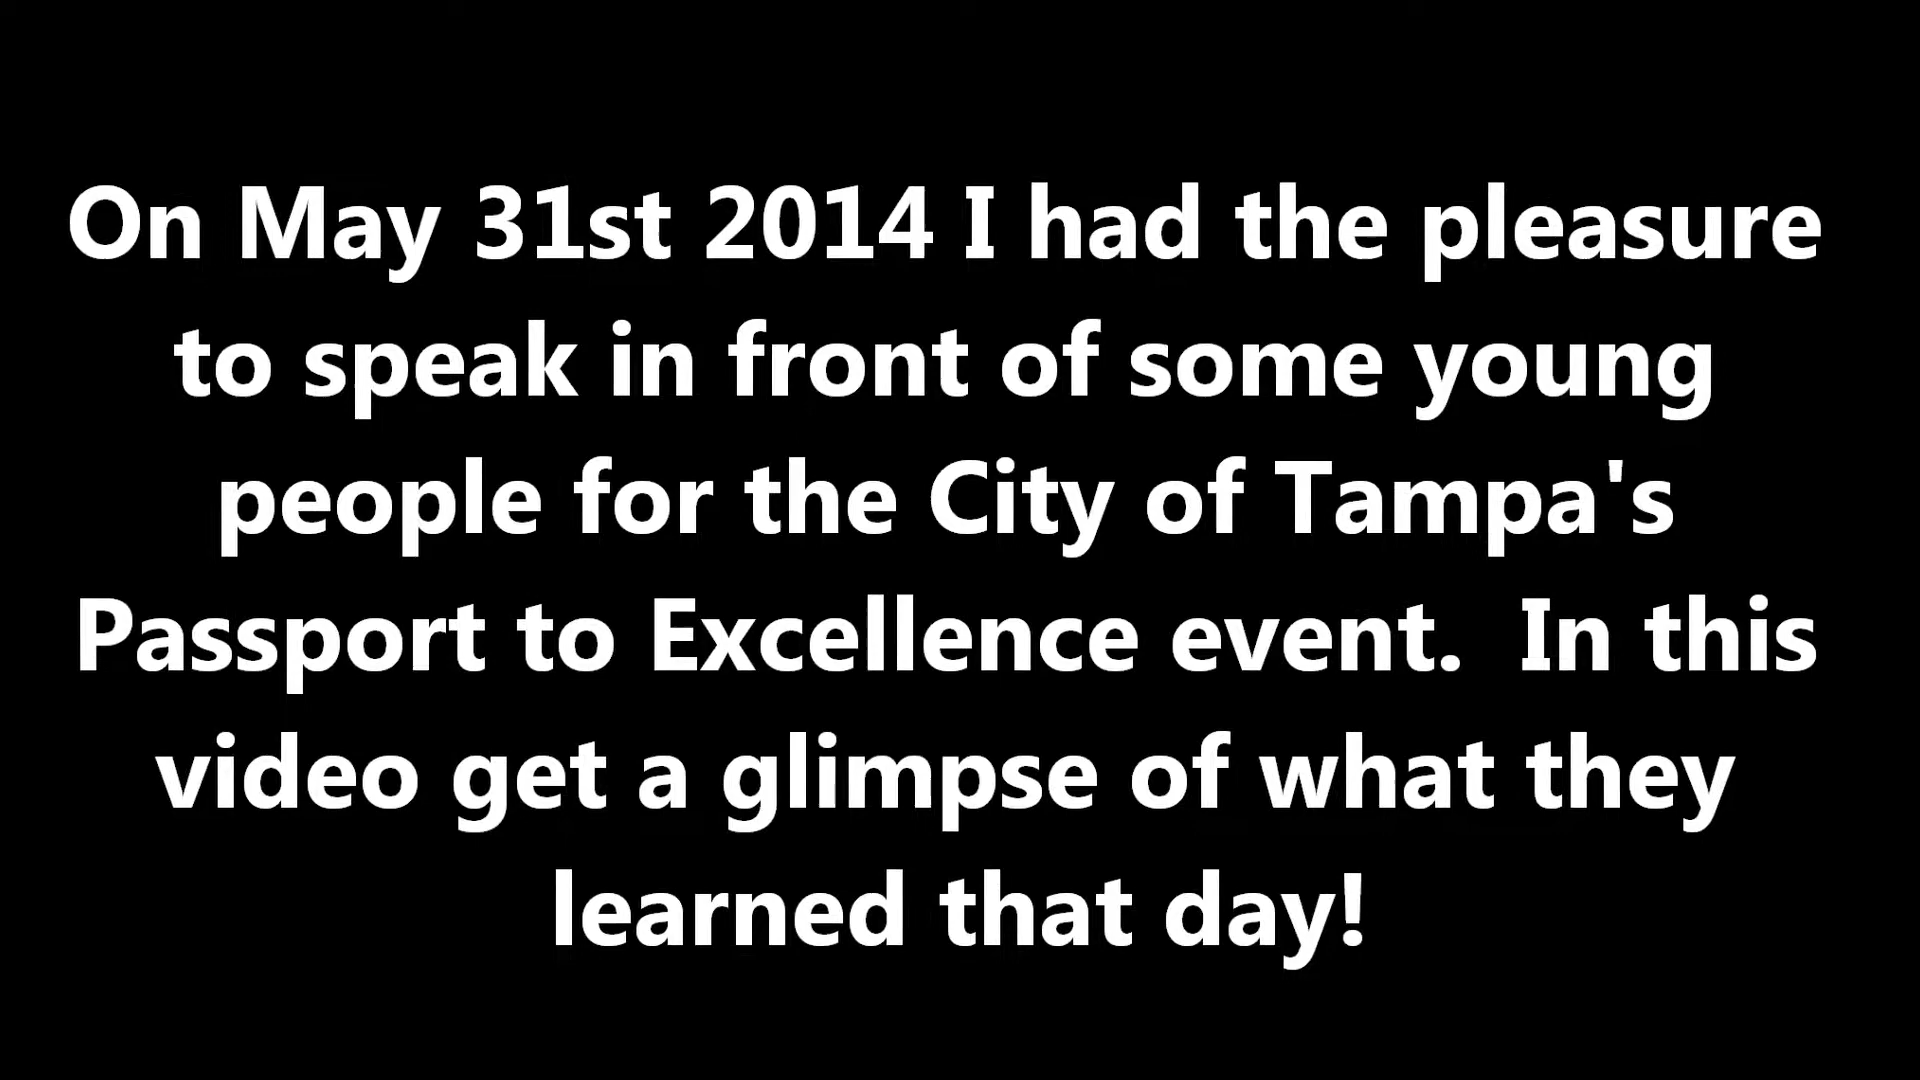 On May 31st 2014 I had the pleasure
to speak in front of some young
people for the City of Tampa's
Passport to Excellence event.  In this
video get a glimpse of what they
learned that day!